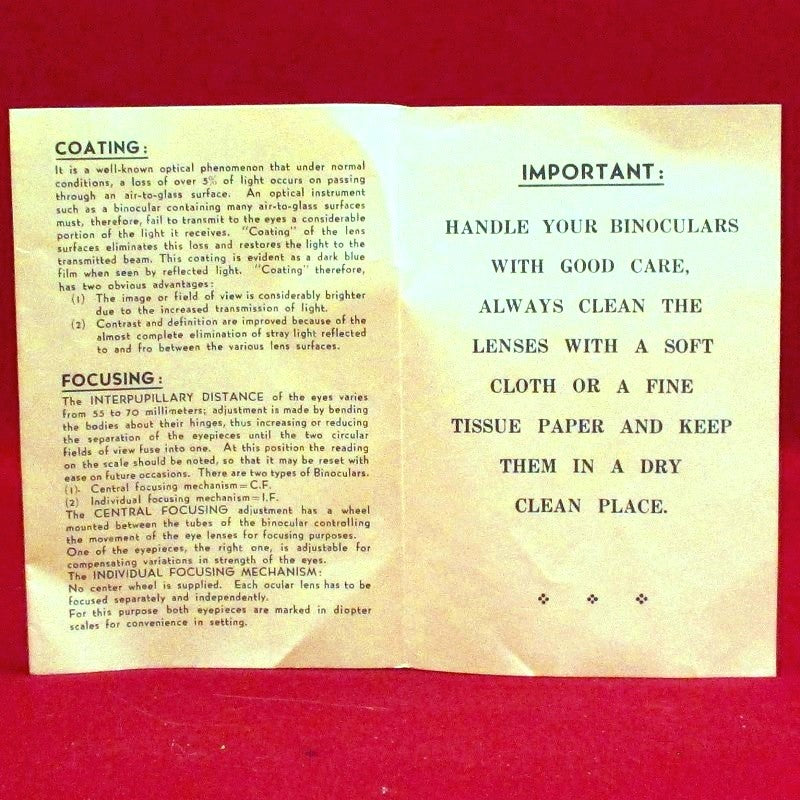 COATING:
It is a well-known optical phenomenon that under normal
conditions, a loss of over 5% of light occurs on passing
through an air-to-glass surface. An optical instrument
such as a binocular containing many air-to-glass surfaces
must, therefore, fail to transmit to the eyes a considerable
portion of the light it receives. "Coating" of the lens
surfaces eliminates this loss and restores the light to the
transmitted beam. This coating is evident as a dark blue
film when seen by reflected light. "Coating" therefore,
has two obvious advantages:
(1) The image or field of view is considerably brighter
due to the increased transmission of light.
(2) Contrast and definition are improved because of the
almost complete elimination of stray light reflected
to and fro between the various lens surfaces.
FOCUSING:
The INTERPUPILLARY DISTANCE of the eyes varies
from 55 to 70 millimeters; adjustment is made by bending
the bodies about their hinges, thus increasing or reducing
the separation of the eyepieces until the two circular
fields of view fuse into one. At this position the reading
on the scale should be noted, so that it may be reset with
ease on future occasions. There are two types of Binoculars.
(1)- Central focusing mechanism=C.F.
(2) Individual focusing mechanism=I.F.
The CENTRAL FOCUSING adjustment has a wheel
mounted between the tubes of the binocular controlling
the movement of the eye lenses for focusing purposes.
One of the eyepieces, the right one, is adjustable for
compensating variations in strength of the eyes.
The INDIVIDUAL FOCUSING MECHANISM:
No center wheel is supplied. Each ocular lens has to be
focused separately and independently.
For this purpose both eyepieces are marked in diopter
scales for convenience in setting.
IMPORTANT:
HANDLE YOUR BINOCULARS
WITH GOOD CARE,
ALWAYS CLEAN THE
LENSES WITH A SOFT
CLOTH OR A FINE
TISSUE PAPER AND KEEP
THEM IN A DRY
CLEAN PLACE.